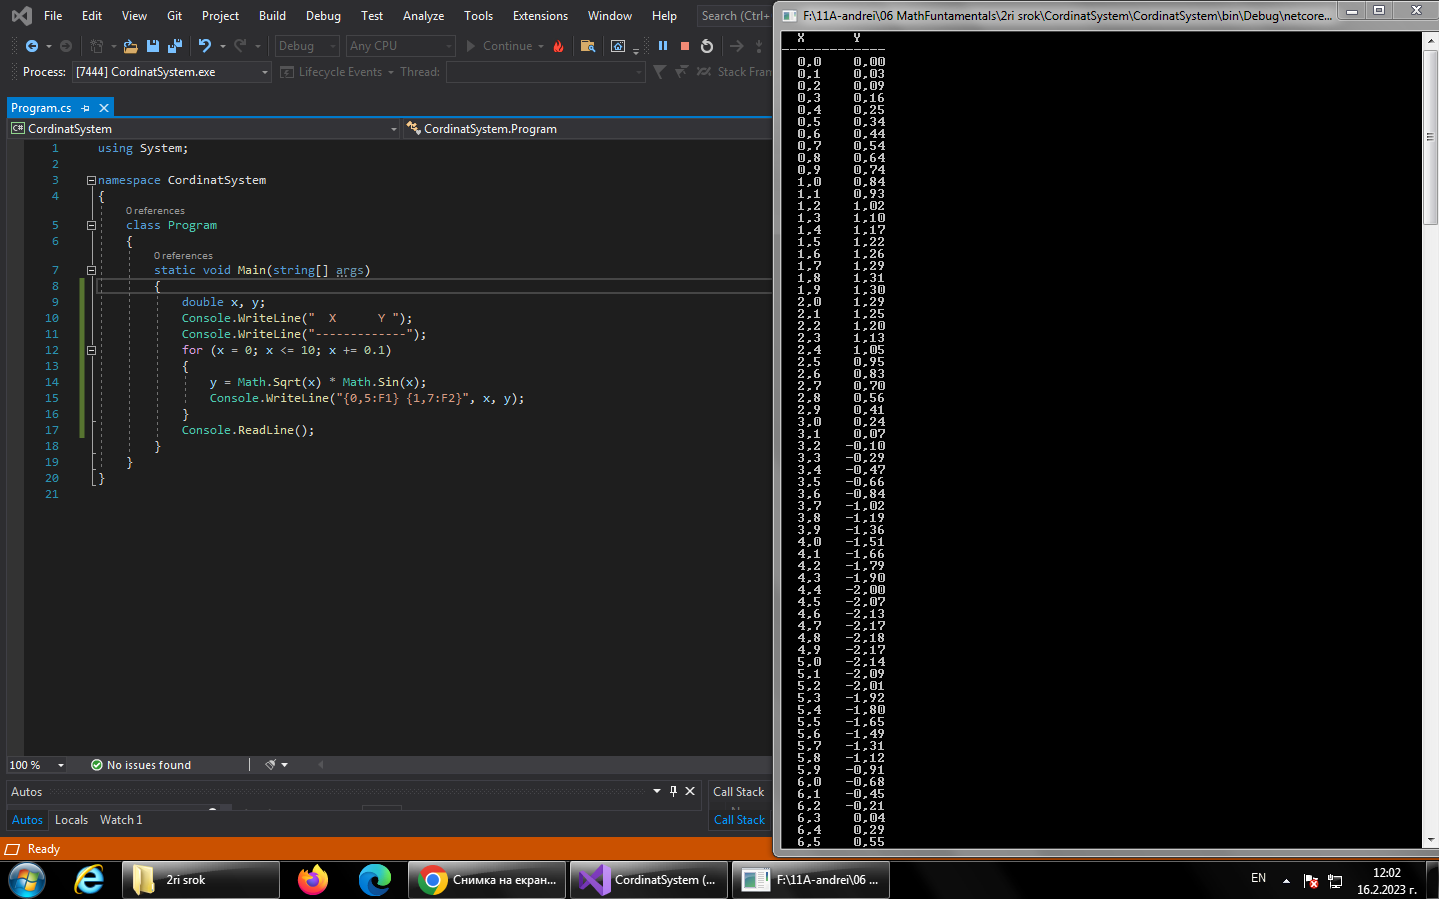 File Edit View Git Project Build Debug Test Analyze Tools Extensions Window Help Search (Ctrl+
Debug Any CPU Continue
Process: [7444] CordinatSystem.exe Lifecycle Events Thread: Stack Fran
Program.cs
CordinatSystem CordinatSystem.Program
1 using System;
2
3 namespace CordinatSystem
4 {
0 references
5 class Program
6 {
0 references
7 static void Main(string[] args)
8 {
9 double x, y;
10 Console.WriteLine("  X      Y ");
11 Console.WriteLine("-------------");
12 for (x = 0; x <= 10; x += 0.1)
13 {
14 y = Math.Sqrt(x) * Math.Sin(x);
15 Console.WriteLine("{0,5:F1} {1,7:F2}", x, y);
16 }
17 Console.ReadLine();
18 }
19 }
20 }
21
100 % No issues found
Autos
Autos Locals Watch 1
Call Stack
Call Stack
Ready
F:\11A-andrei\06 MathFuntamentals\2ri srok\CordinatSystem\CordinatSystem\bin\Debug\netcore...
X Y
-------------
0,0 0,00
0,1 0,03
0,2 0,09
0,3 0,16
0,4 0,25
0,5 0,34
0,6 0,44
0,7 0,54
0,8 0,64
0,9 0,74
1,0 0,84
1,1 0,93
1,2 1,02
1,3 1,10
1,4 1,17
1,5 1,22
1,6 1,26
1,7 1,29
1,8 1,31
1,9 1,30
2,0 1,29
2,1 1,25
2,2 1,20
2,3 1,13
2,4 1,05
2,5 0,95
2,6 0,83
2,7 0,70
2,8 0,56
2,9 0,41
3,0 0,24
3,1 0,07
3,2 -0,10
3,3 -0,29
3,4 -0,47
3,5 -0,66
3,6 -0,84
3,7 -1,02
3,8 -1,19
3,9 -1,36
4,0 -1,51
4,1 -1,66
4,2 -1,79
4,3 -1,90
4,4 -2,00
4,5 -2,07
4,6 -2,13
4,7 -2,17
4,8 -2,18
4,9 -2,17
5,0 -2,14
5,1 -2,09
5,2 -2,01
5,3 -1,92
5,4 -1,80
5,5 -1,65
5,6 -1,49
5,7 -1,31
5,8 -1,12
5,9 -0,91
6,0 -0,68
6,1 -0,45
6,2 -0,21
6,3 0,04
6,4 0,29
6,5 0,55
2ri srok Снимка на екран... CordinatSystem (... F:\11A-andrei\06 ... EN 12:02
16.2.2023 г.